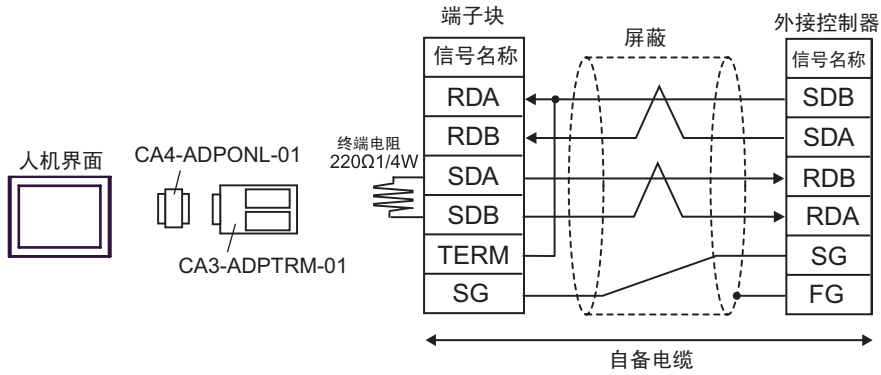 端子块
外接控制器
屏蔽
信号名称
信号名称
RDA
SDB
RDB
SDA
终端电阻
220Ω1/4W
人机界面
CA4-ADPONL-01
SDA
RDB
SDB
RDA
TERM
SG
CA3-ADPTRM-01
SG
FG
自备电缆